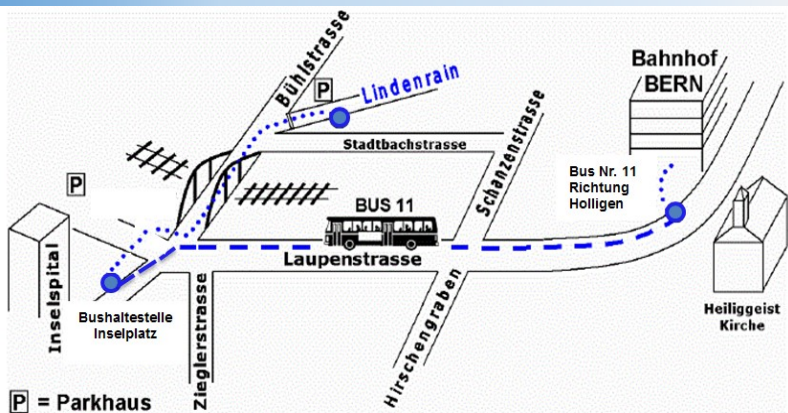 Bahnhof
BERN
Bühlstrasse
P
Lindenrain
Stadtbachstrasse
Schanzenstrasse
Bus Nr. 11
Richtung
Holligen
P
BUS 11
Laupenstrasse
Inselspital
Bushaltestelle
Inselplatz
Zieglerstrasse
Hirschengraben
Heiliggeist
Kirche
P = Parkhaus